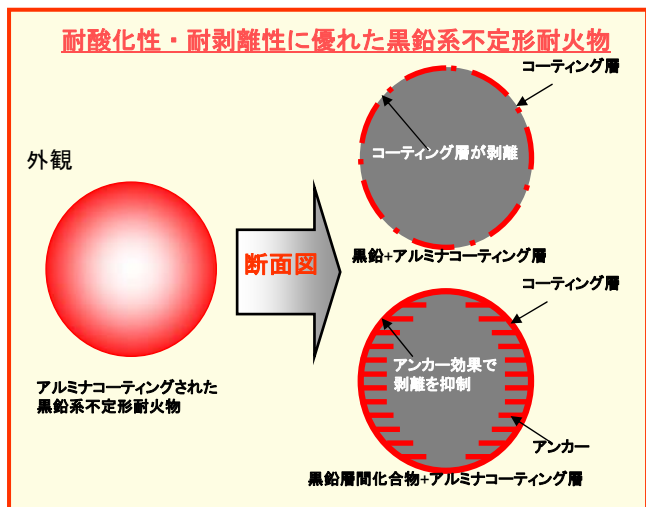 耐酸化性・耐剥離性に優れた黒鉛系不定形耐火物
コーティング層
外観
コーティング層が剥離
断面図
黒鉛+アルミナコーティング層
コーティング層
アンカー効果で
剥離を抑制
アルミナコーティングされた
黒鉛系不定形耐火物
アンカー
黒鉛層間化合物+アルミナコーティング層